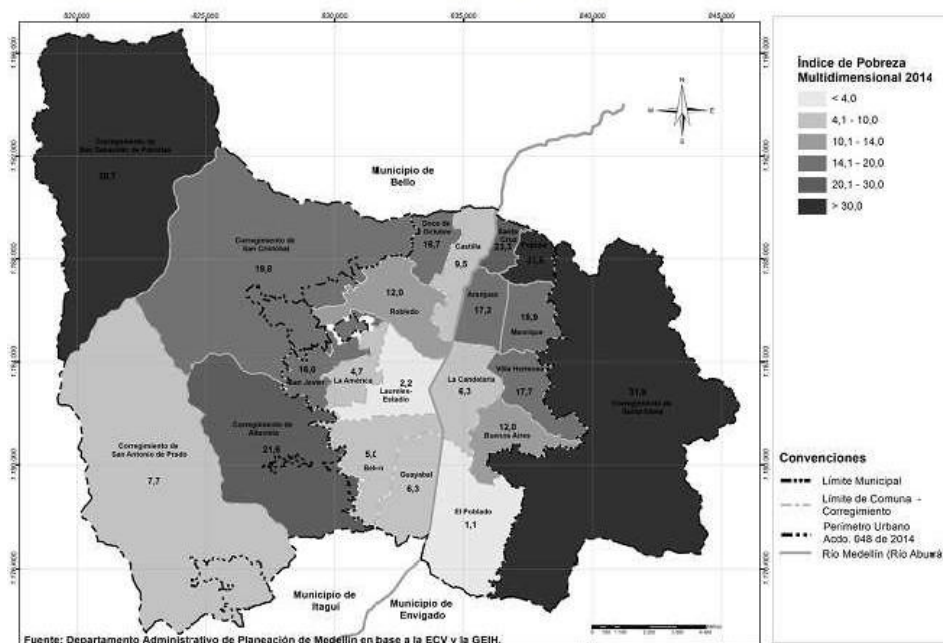 820,000 825,000 830,000 835,000 840,000 845,000
Índice de Pobreza
Multidimensional 2014
< 4,0
4,1 - 10,0
10,1 - 14,0
14,1 - 20,0
20,1 - 30,0
> 30,0
N
E
S
Corregimiento de
San Sebastián de Palmitas
Municipio de
Bello
Doce de
Octubre
16,7
Santa
Cruz
Popular
Castilla
9,5
Corregimiento de
San Cristóbal
19,8
12,0
Robledo
Aranjuez
17,2
Manrique
San Javier
4,7
La América
2,2
Laureles-
Estadio
La Candelaria
6,3
Villa Hermosa
17,7
Corregimiento de
Santa Elena
12,0
Buenos Aires
Corregimiento de
San Antonio de Prado
7,7
Corregimiento de
Altavista
21,6
Belén
Guayabal
6,3
El Poblado
1,1
Municipio de
Itagüí
Municipio de
Envigado
Convenciones
Límite Municipal
Límite de Comuna -
Corregimiento
Perímetro Urbano
Acdo. 048 de 2014
Río Medellín (Río Aburrá
Fuente: Departamento Administrativo de Planeación de Medellín en base a la ECV y la GEIH.